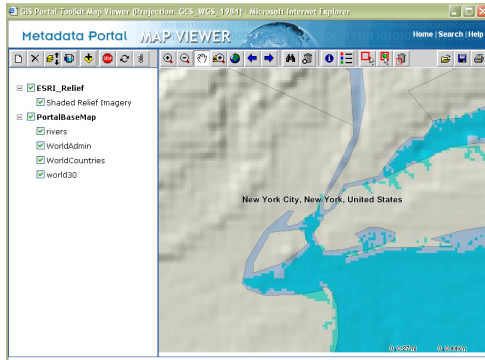 GIS Portal Toolkit Map Viewer (Projection: GCS_WGS_1984) - Microsoft Internet Explorer
Metadata Portal MAP VIEWER
Home | Search | Help
ESRI_Relief
Shaded Relief Imagery
PortalBaseMap
rivers
WorldAdmin
WorldCountries
world30
New York City, New York, United States